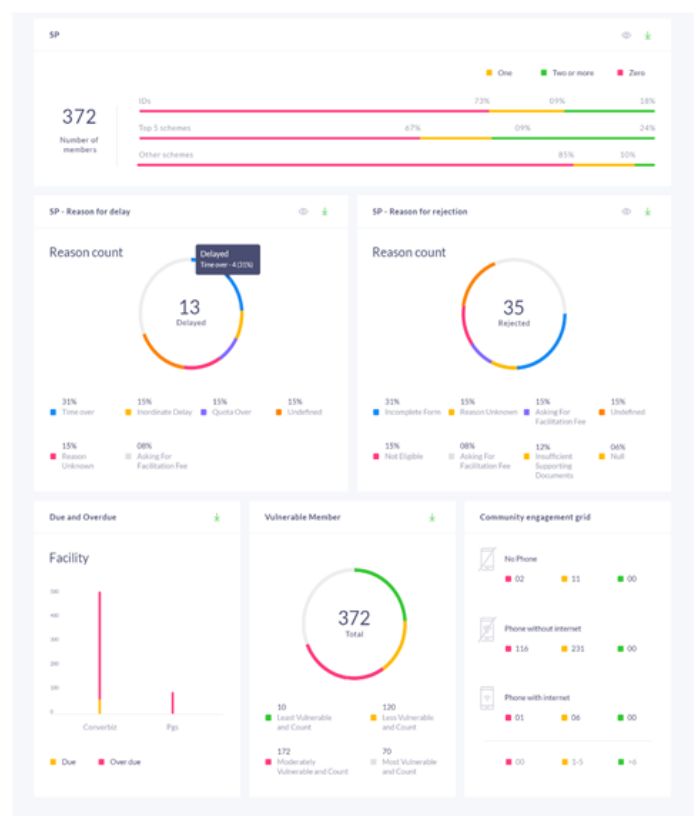 SP
One
Two or more
Zero
372
Number of
members
IDs
73%
09%
18%
Top 5 schemes
67%
09%
24%
Other schemes
85%
10%
SP - Reason for delay
Reason count
Delayed
Time over - 4 (31%)
13
Delayed
31%
Time over
15%
Inordinate Delay
15%
Quota Over
15%
Undefined
15%
Reason
Unknown
08%
Asking For
Facilitation Fee
SP - Reason for rejection
Reason count
35
Rejected
31%
Incomplete Form
15%
Reason Unknown
15%
Asking For
Facilitation Fee
15%
Undefined
15%
Not Eligible
08%
Asking For
Facilitation Fee
12%
Insufficient
Supporting
Documents
06%
Null
Due and Overdue
Facility
400
300
200
0
Converbiz
Pgs
Due
Over due
Vulnerable Member
372
Total
10
Least Vulnerable
and Count
120
Less Vulnerable
and Count
172
Moderately
Vulnerable and Count
70
Most Vulnerable
and Count
Community engagement grid
No Phone
02
11
00
Phone without internet
116
231
00
Phone with internet
01
06
00
00
1-5